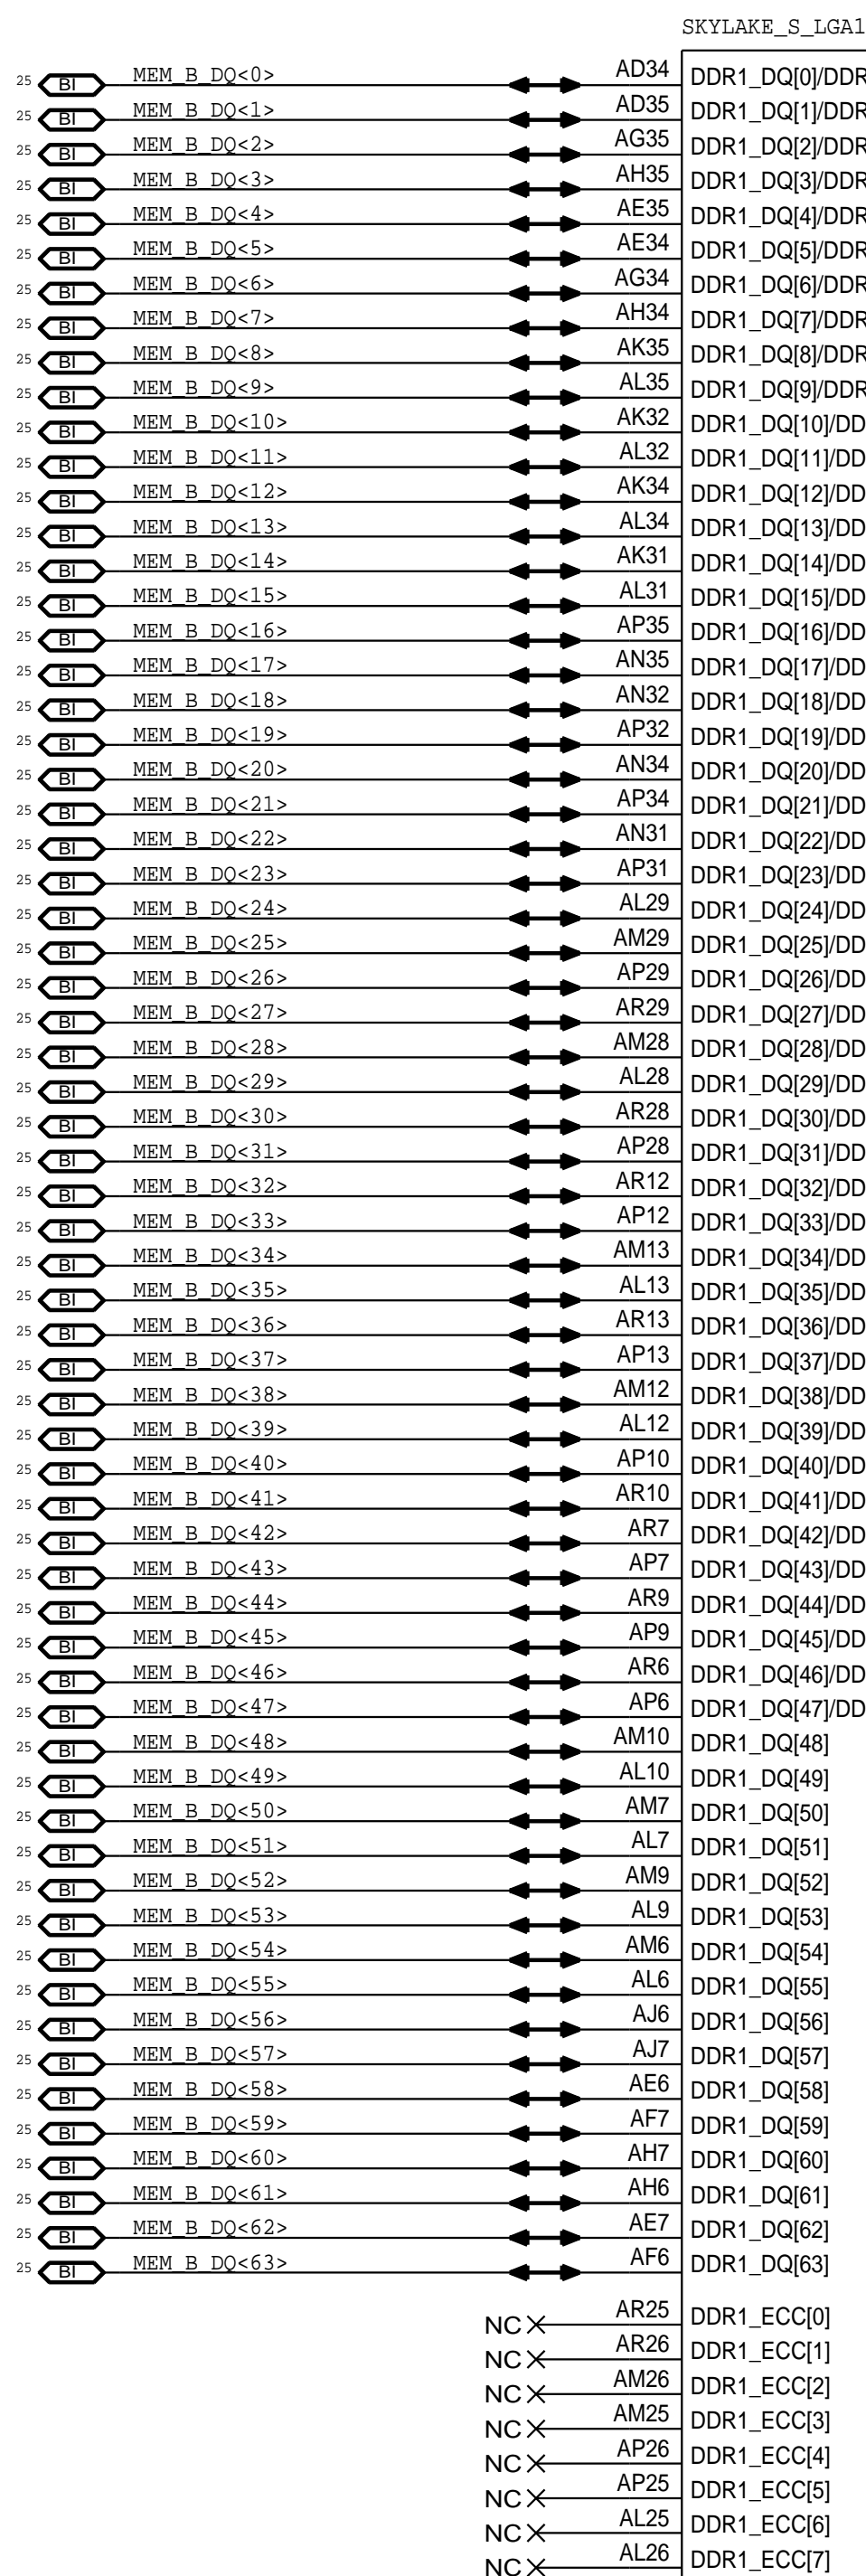 SKYLAKE_S_LGA1
25 BI MEM_B_DQ<0> AD34 DDR1_DQ[0]/DDR
25 BI MEM_B_DQ<1> AD35 DDR1_DQ[1]/DDR
25 BI MEM_B_DQ<2> AG35 DDR1_DQ[2]/DDR
25 BI MEM_B_DQ<3> AH35 DDR1_DQ[3]/DDR
25 BI MEM_B_DQ<4> AE35 DDR1_DQ[4]/DDR
25 BI MEM_B_DQ<5> AE34 DDR1_DQ[5]/DDR
25 BI MEM_B_DQ<6> AG34 DDR1_DQ[6]/DDR
25 BI MEM_B_DQ<7> AH34 DDR1_DQ[7]/DDR
25 BI MEM_B_DQ<8> AK35 DDR1_DQ[8]/DDR
25 BI MEM_B_DQ<9> AL35 DDR1_DQ[9]/DDR
25 BI MEM_B_DQ<10> AK32 DDR1_DQ[10]/DD
25 BI MEM_B_DQ<11> AL32 DDR1_DQ[11]/DD
25 BI MEM_B_DQ<12> AK34 DDR1_DQ[12]/DD
25 BI MEM_B_DQ<13> AL34 DDR1_DQ[13]/DD
25 BI MEM_B_DQ<14> AK31 DDR1_DQ[14]/DD
25 BI MEM_B_DQ<15> AL31 DDR1_DQ[15]/DD
25 BI MEM_B_DQ<16> AP35 DDR1_DQ[16]/DD
25 BI MEM_B_DQ<17> AN35 DDR1_DQ[17]/DD
25 BI MEM_B_DQ<18> AN32 DDR1_DQ[18]/DD
25 BI MEM_B_DQ<19> AP32 DDR1_DQ[19]/DD
25 BI MEM_B_DQ<20> AN34 DDR1_DQ[20]/DD
25 BI MEM_B_DQ<21> AP34 DDR1_DQ[21]/DD
25 BI MEM_B_DQ<22> AN31 DDR1_DQ[22]/DD
25 BI MEM_B_DQ<23> AP31 DDR1_DQ[23]/DD
25 BI MEM_B_DQ<24> AL29 DDR1_DQ[24]/DD
25 BI MEM_B_DQ<25> AM29 DDR1_DQ[25]/DD
25 BI MEM_B_DQ<26> AP29 DDR1_DQ[26]/DD
25 BI MEM_B_DQ<27> AR29 DDR1_DQ[27]/DD
25 BI MEM_B_DQ<28> AM28 DDR1_DQ[28]/DD
25 BI MEM_B_DQ<29> AL28 DDR1_DQ[29]/DD
25 BI MEM_B_DQ<30> AR28 DDR1_DQ[30]/DD
25 BI MEM_B_DQ<31> AP28 DDR1_DQ[31]/DD
25 BI MEM_B_DQ<32> AR12 DDR1_DQ[32]/DD
25 BI MEM_B_DQ<33> AP12 DDR1_DQ[33]/DD
25 BI MEM_B_DQ<34> AM13 DDR1_DQ[34]/DD
25 BI MEM_B_DQ<35> AL13 DDR1_DQ[35]/DD
25 BI MEM_B_DQ<36> AR13 DDR1_DQ[36]/DD
25 BI MEM_B_DQ<37> AP13 DDR1_DQ[37]/DD
25 BI MEM_B_DQ<38> AM12 DDR1_DQ[38]/DD
25 BI MEM_B_DQ<39> AL12 DDR1_DQ[39]/DD
25 BI MEM_B_DQ<40> AP10 DDR1_DQ[40]/DD
25 BI MEM_B_DQ<41> AR10 DDR1_DQ[41]/DD
25 BI MEM_B_DQ<42> AR7 DDR1_DQ[42]/DD
25 BI MEM_B_DQ<43> AP7 DDR1_DQ[43]/DD
25 BI MEM_B_DQ<44> AR9 DDR1_DQ[44]/DD
25 BI MEM_B_DQ<45> AP9 DDR1_DQ[45]/DD
25 BI MEM_B_DQ<46> AR6 DDR1_DQ[46]/DD
25 BI MEM_B_DQ<47> AP6 DDR1_DQ[47]/DD
25 BI MEM_B_DQ<48> AM10 DDR1_DQ[48]
25 BI MEM_B_DQ<49> AL10 DDR1_DQ[49]
25 BI MEM_B_DQ<50> AM7 DDR1_DQ[50]
25 BI MEM_B_DQ<51> AL7 DDR1_DQ[51]
25 BI MEM_B_DQ<52> AM9 DDR1_DQ[52]
25 BI MEM_B_DQ<53> AL9 DDR1_DQ[53]
25 BI MEM_B_DQ<54> AM6 DDR1_DQ[54]
25 BI MEM_B_DQ<55> AL6 DDR1_DQ[55]
25 BI MEM_B_DQ<56> AJ6 DDR1_DQ[56]
25 BI MEM_B_DQ<57> AJ7 DDR1_DQ[57]
25 BI MEM_B_DQ<58> AE6 DDR1_DQ[58]
25 BI MEM_B_DQ<59> AF7 DDR1_DQ[59]
25 BI MEM_B_DQ<60> AH7 DDR1_DQ[60]
25 BI MEM_B_DQ<61> AH6 DDR1_DQ[61]
25 BI MEM_B_DQ<62> AE7 DDR1_DQ[62]
25 BI MEM_B_DQ<63> AF6 DDR1_DQ[63]
NC AR25 DDR1_ECC[0]
NC AR26 DDR1_ECC[1]
NC AM26 DDR1_ECC[2]
NC AM25 DDR1_ECC[3]
NC AP26 DDR1_ECC[4]
NC AP25 DDR1_ECC[5]
NC AL25 DDR1_ECC[6]
NC AL26 DDR1_ECC[7]